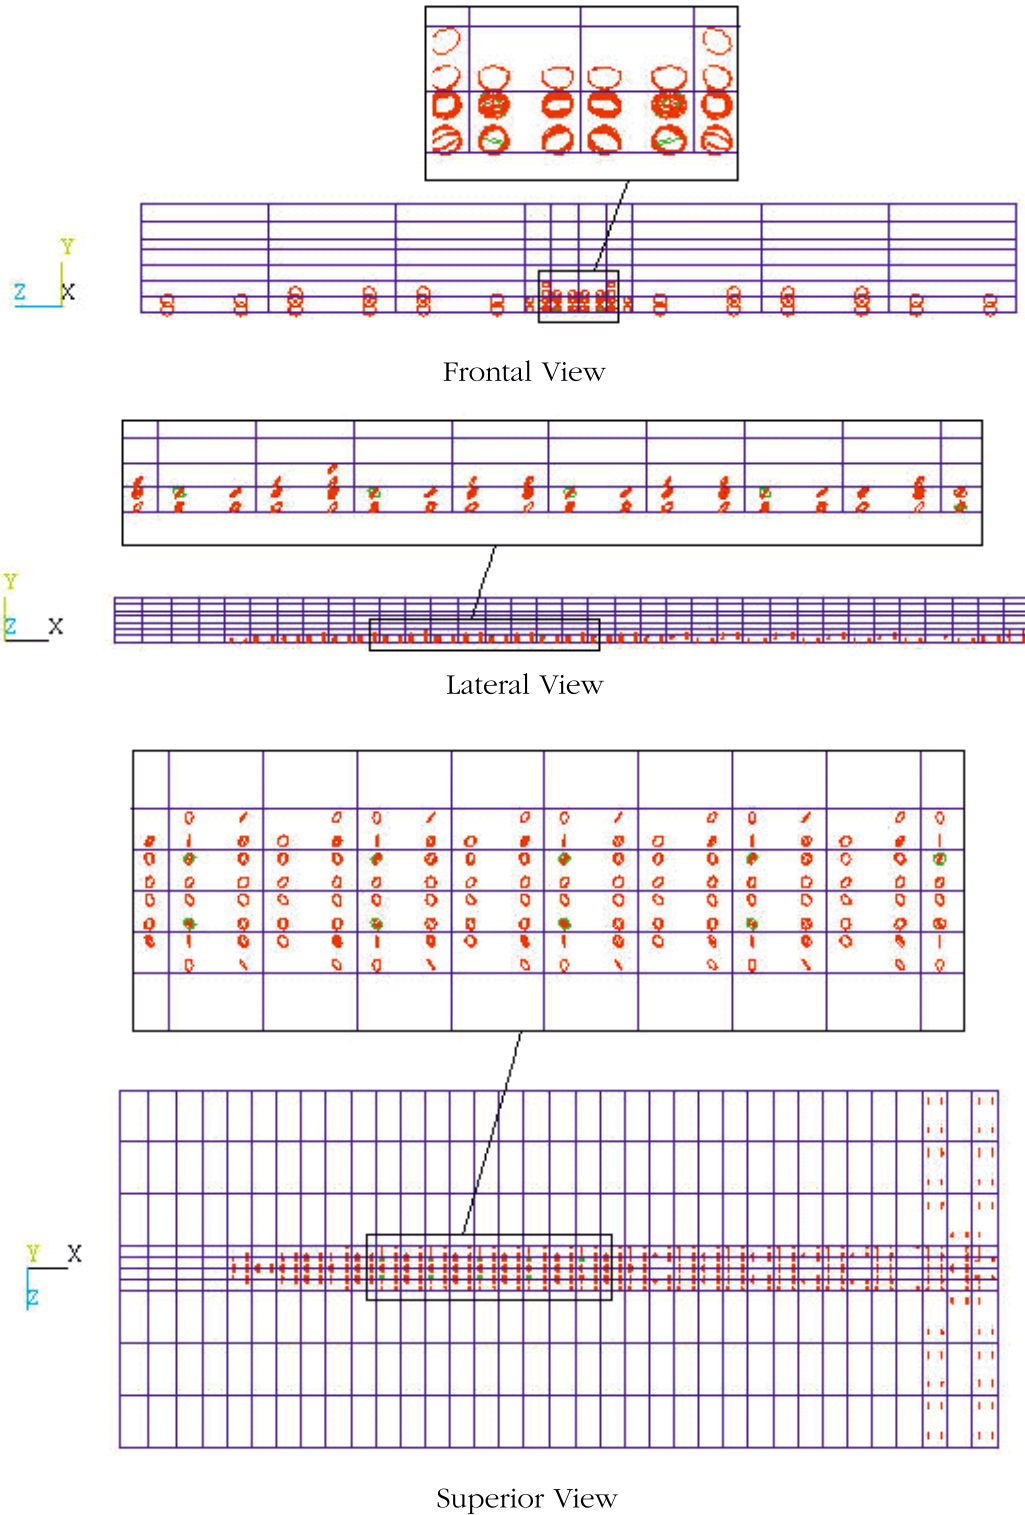 Y
Z X
Frontal View
Y
Z X
Lateral View
Y X
Z
Superior View